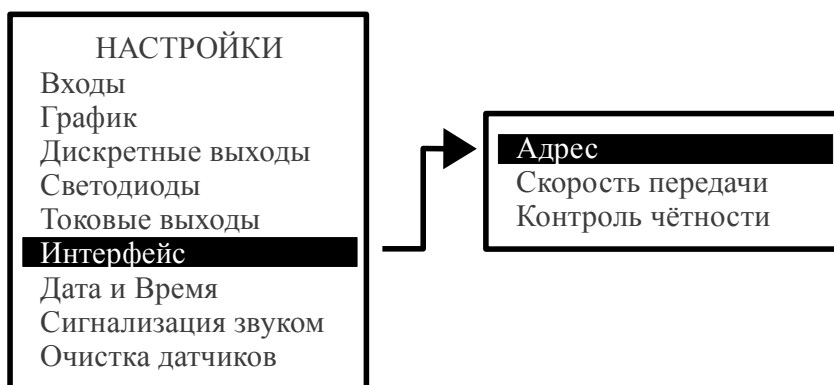 НАСТРОЙКИ
Входы
График
Дискретные выходы
Светодиоды
Токовые выходы
Интерфейс
Дата и Время
Сигнализация звуком
Очистка датчиков
Адрес
Скорость передачи
Контроль чётности